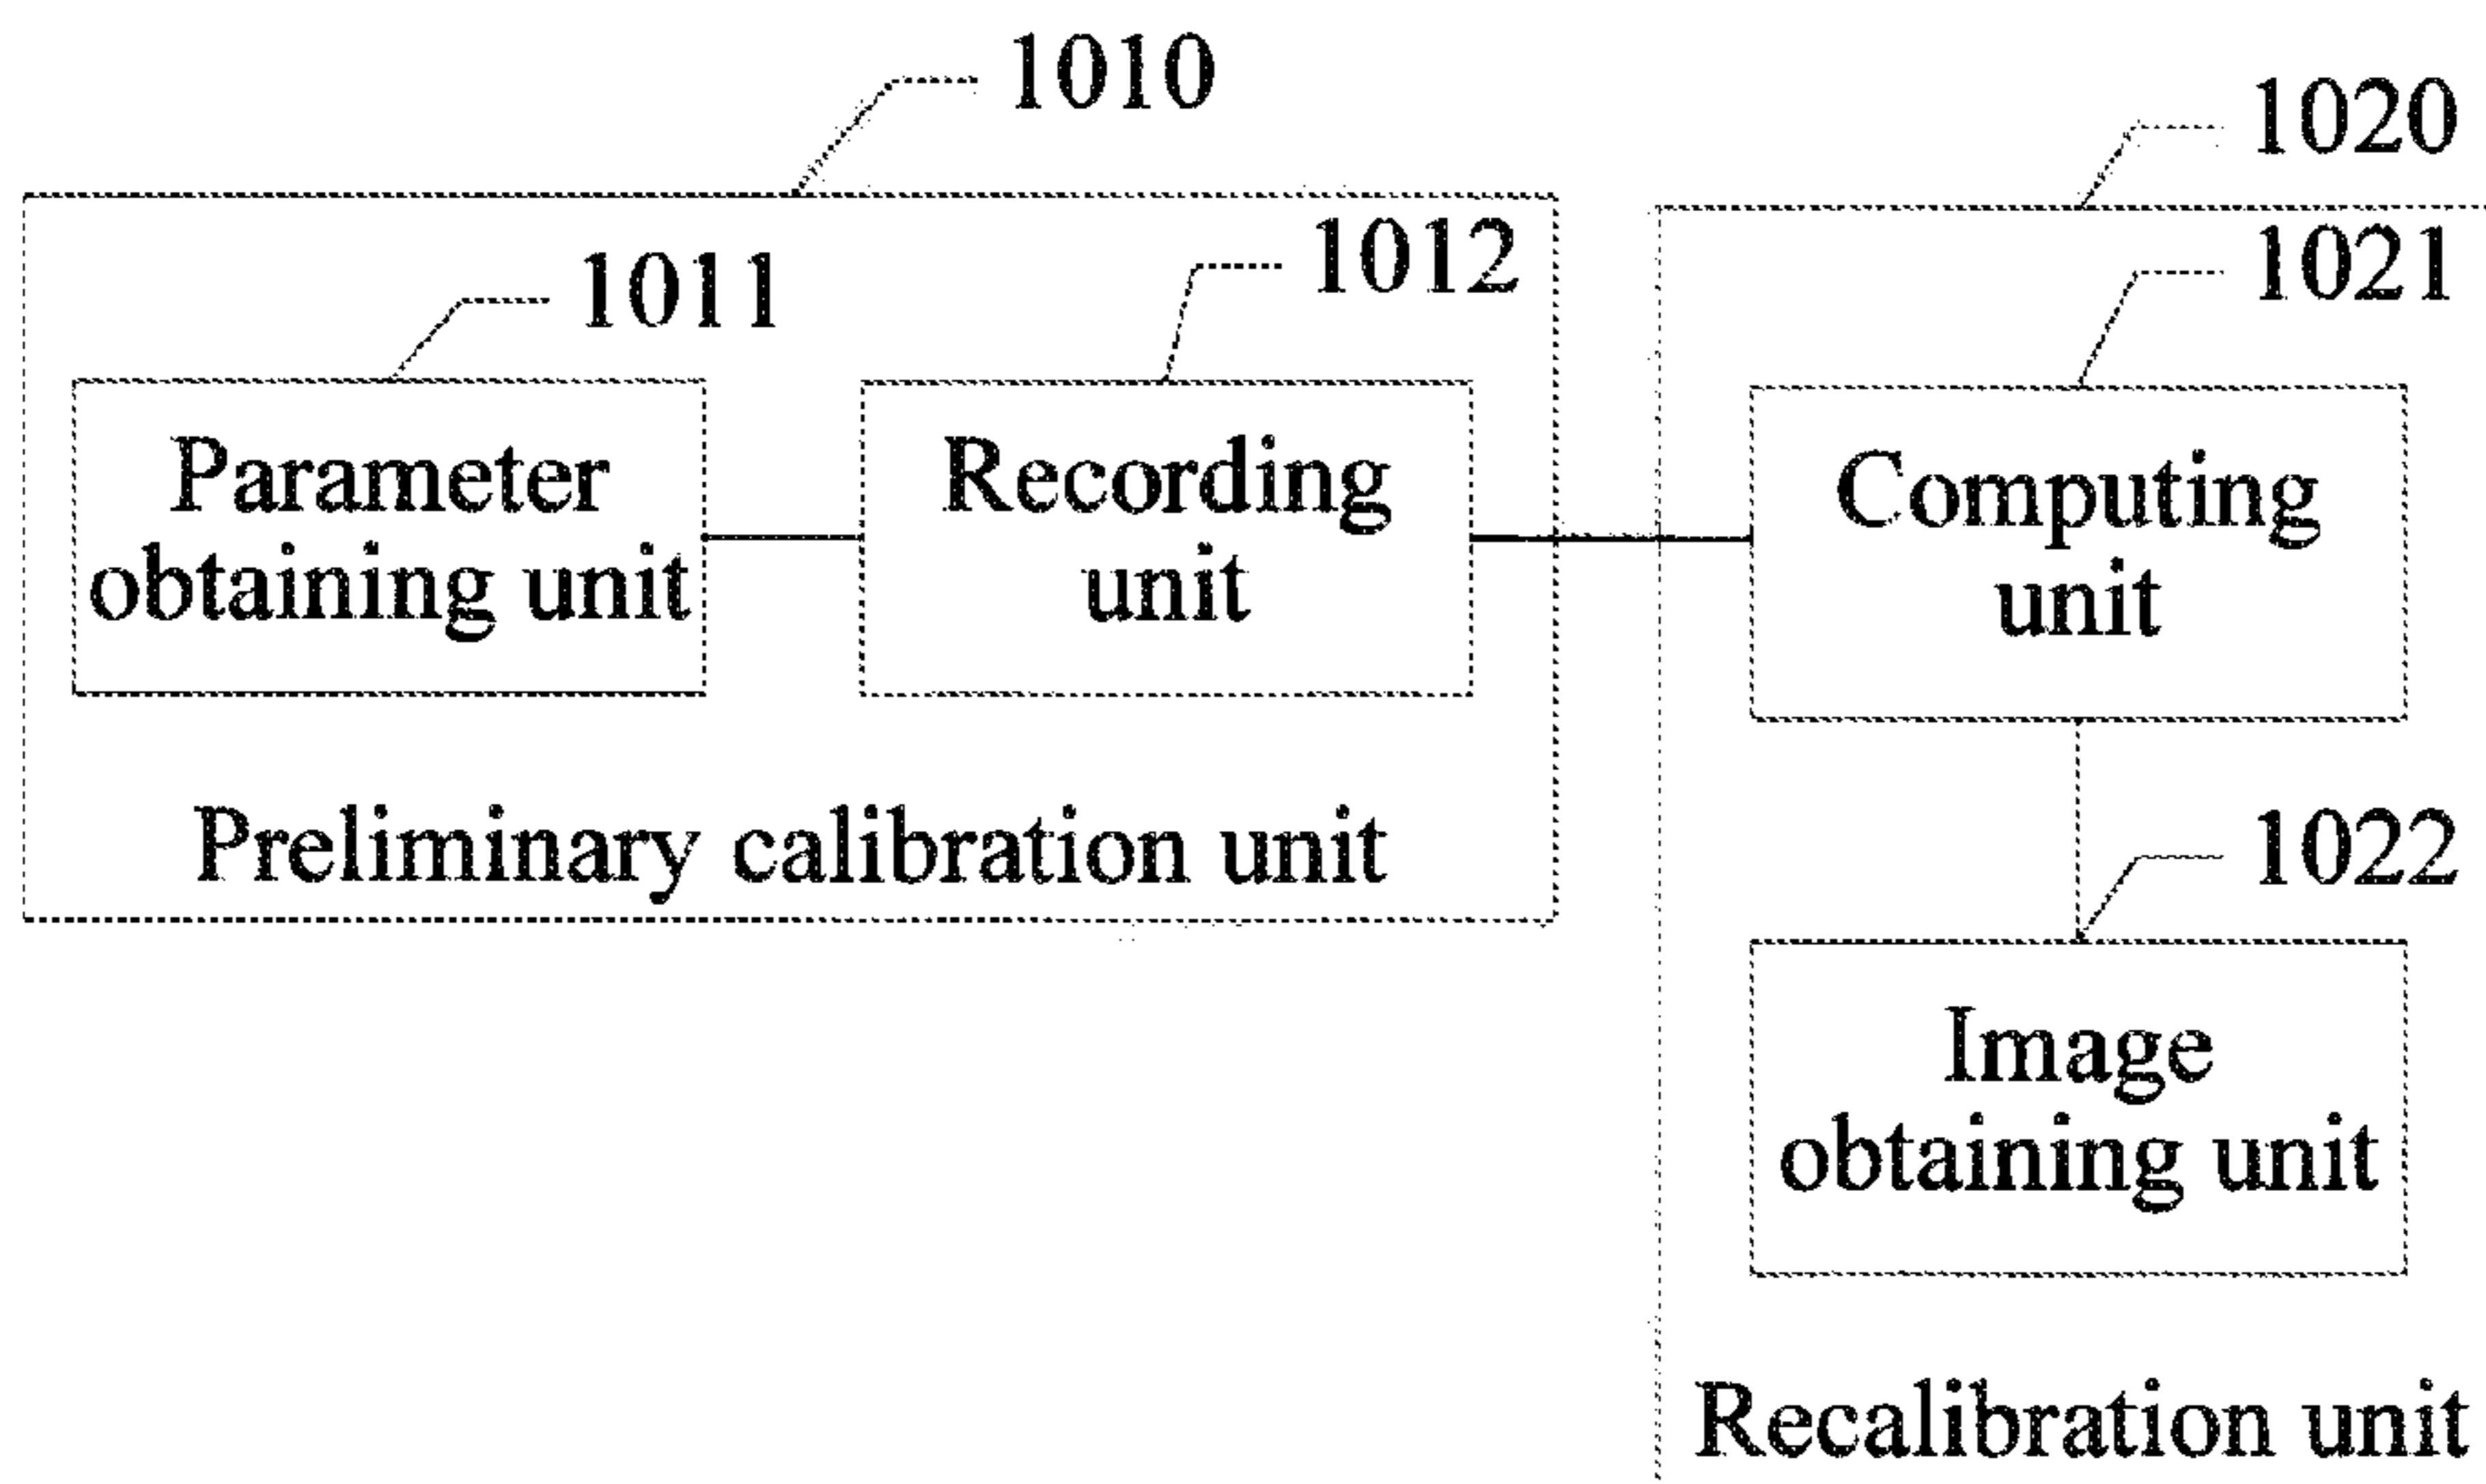 1010
1020
1011
1012
1021
Parameter
obtaining unit
Recording
unit
Computing
unit
Preliminary calibration unit
1022
Image
obtaining unit
Recalibration unit